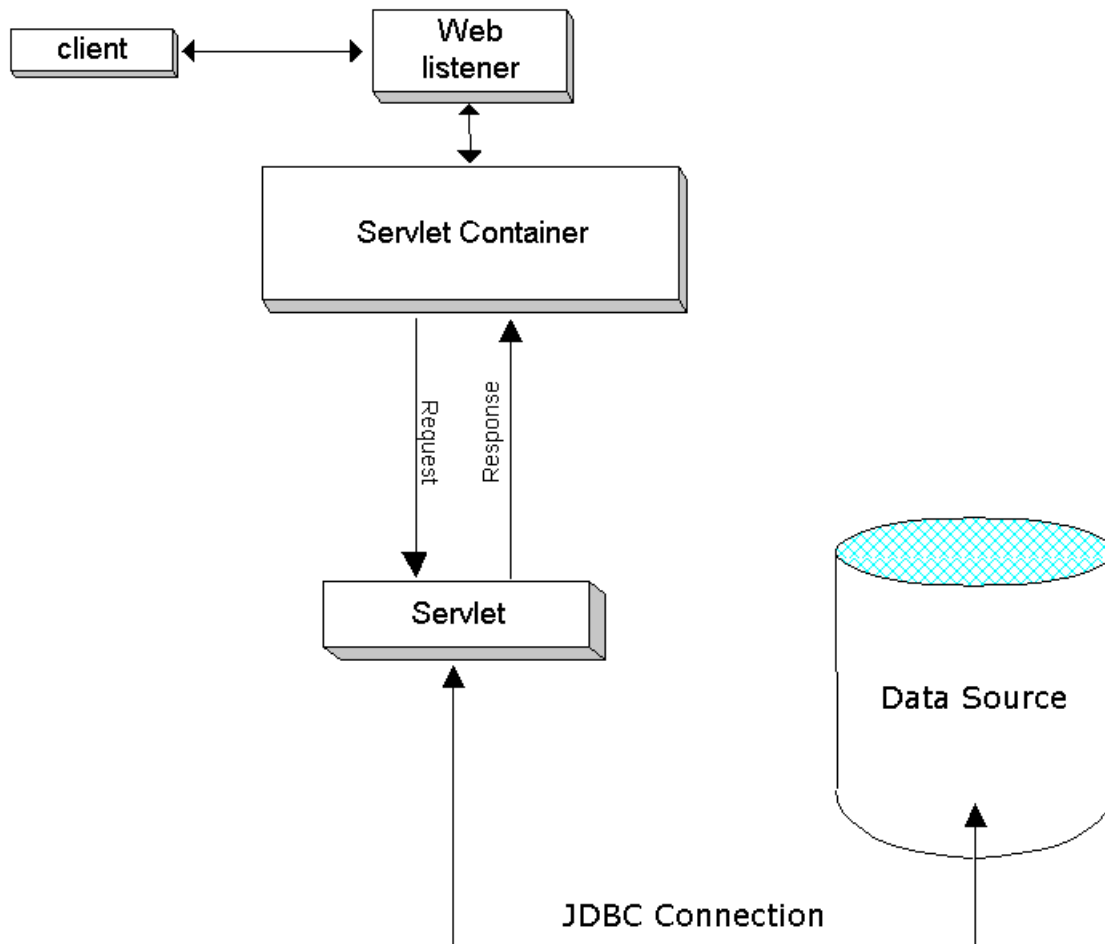 client
Web
listener
Servlet Container
Request
Response
Servlet
Data Source
JDBC Connection